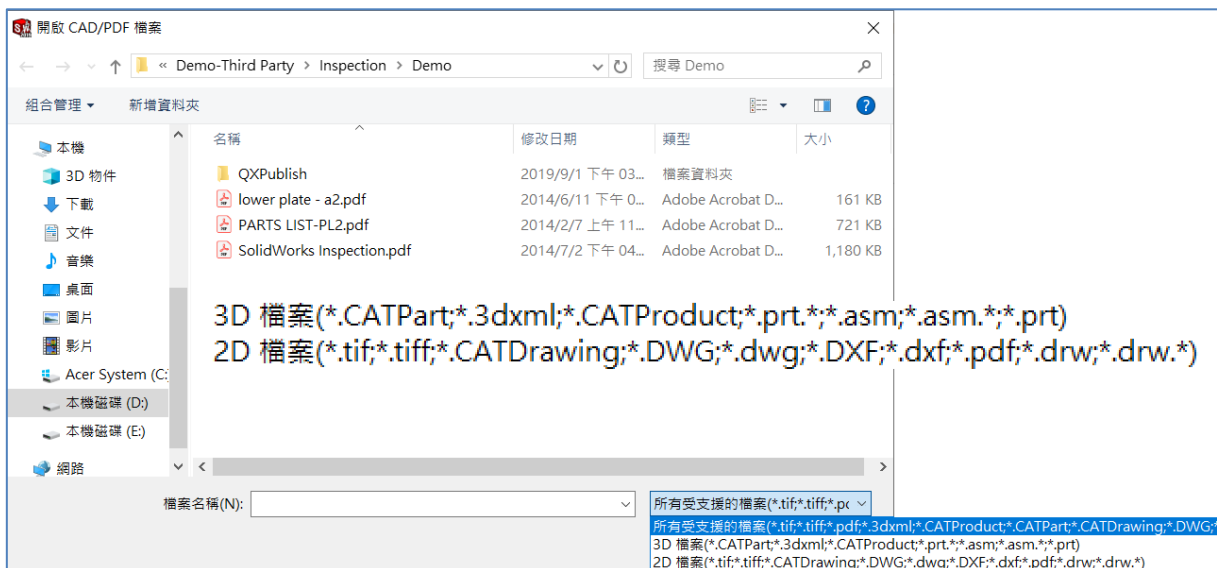 開啟 CAD/PDF 檔案
« Demo-Third Party > Inspection > Demo
搜尋 Demo
組合管理 新增資料夾
名稱 修改日期 類型 大小
QXPublish 2019/9/1 下午 03... 檔案資料夾
lower plate - a2.pdf 2014/6/11 下午 0... Adobe Acrobat D... 161 KB
PARTS LIST-PL2.pdf 2014/2/7 上午 11... Adobe Acrobat D... 721 KB
SolidWorks Inspection.pdf 2014/7/2 下午 04... Adobe Acrobat D... 1,180 KB
本機
3D 物件
下載
文件
音樂
桌面
圖片
影片
Acer System (C:
本機磁碟 (D:)
本機磁碟 (E:)
網路
3D 檔案(*.CATPart;*.3dxml;*.CATProduct;*.prt.*;*.asm;*.asm.*;*.prt)
2D 檔案(*.tif;*.tiff;*.CATDrawing;*.DWG;*.dwg;*.DXF;*.dxf;*.pdf;*.drw;*.drw.*)
檔案名稱(N):
所有受支援的檔案(*.tif;*.tiff;*.pc
所有受支援的檔案(*.tif;*.tiff;*.pdf;*.3dxml;*.CATProduct;*.CATPart;*.CATDrawing;*.DWG;*
3D 檔案(*.CATPart;*.3dxml;*.CATProduct;*.prt.*;*.asm;*.asm.*;*.prt)
2D 檔案(*.tif;*.tiff;*.CATDrawing;*.DWG;*.dwg;*.DXF;*.dxf;*.pdf;*.drw;*.drw.*)